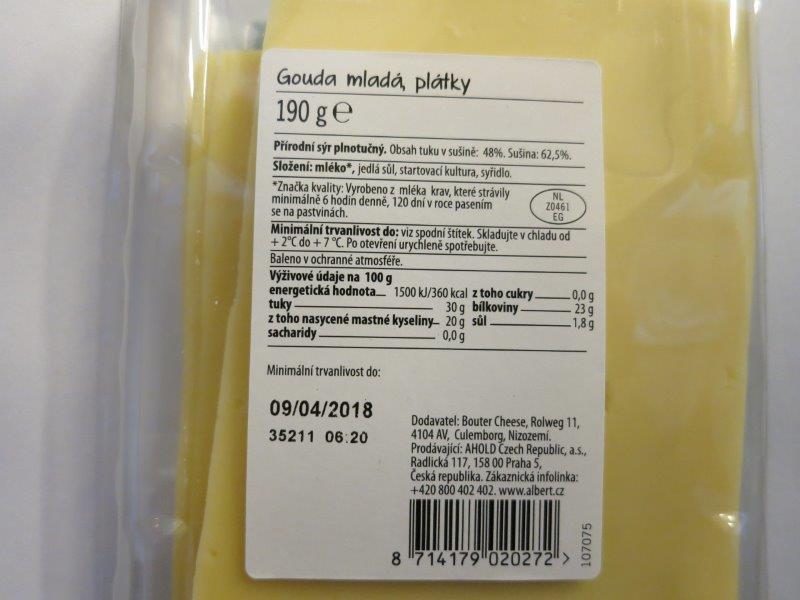 Gouda mladá, plátky
190 g ℮
Přírodní sýr plnotučný. Obsah tuku v sušině: 48%. Sušina: 62,5%.
Složení: mléko*, jedlá sůl, startovací kultura, syřidlo.
*Značka kvality: Vyrobeno z mléka krav, které strávily
minimálně 6 hodin denně, 120 dní v roce pasením
se na pastvinách.
NL
Z0461
EG
Minimální trvanlivost do: viz spodní štítek. Skladujte v chladu od
+ 2°C do + 7 °C. Po otevření urychleně spotřebujte.
Baleno v ochranné atmosféře.
Výživové údaje na 100 g
energetická hodnota 1500 kJ/360 kcal z toho cukry 0,0 g
tuky 30 g bílkoviny 23 g
z toho nasycené mastné kyseliny 20 g sůl 1,8 g
sacharidy 0,0 g
Minimální trvanlivost do:
09/04/2018
35211 06:20
Dodavatel: Bouter Cheese, Rolweg 11,
4104 AV, Culemborg, Nizozemí.
Prodávající: AHOLD Czech Republic, a.s.,
Radlická 117, 158 00 Praha 5,
Česká republika. Zákaznická infolinka:
+420 800 402 402. www.albert.cz
8 714179 020272 >
107075